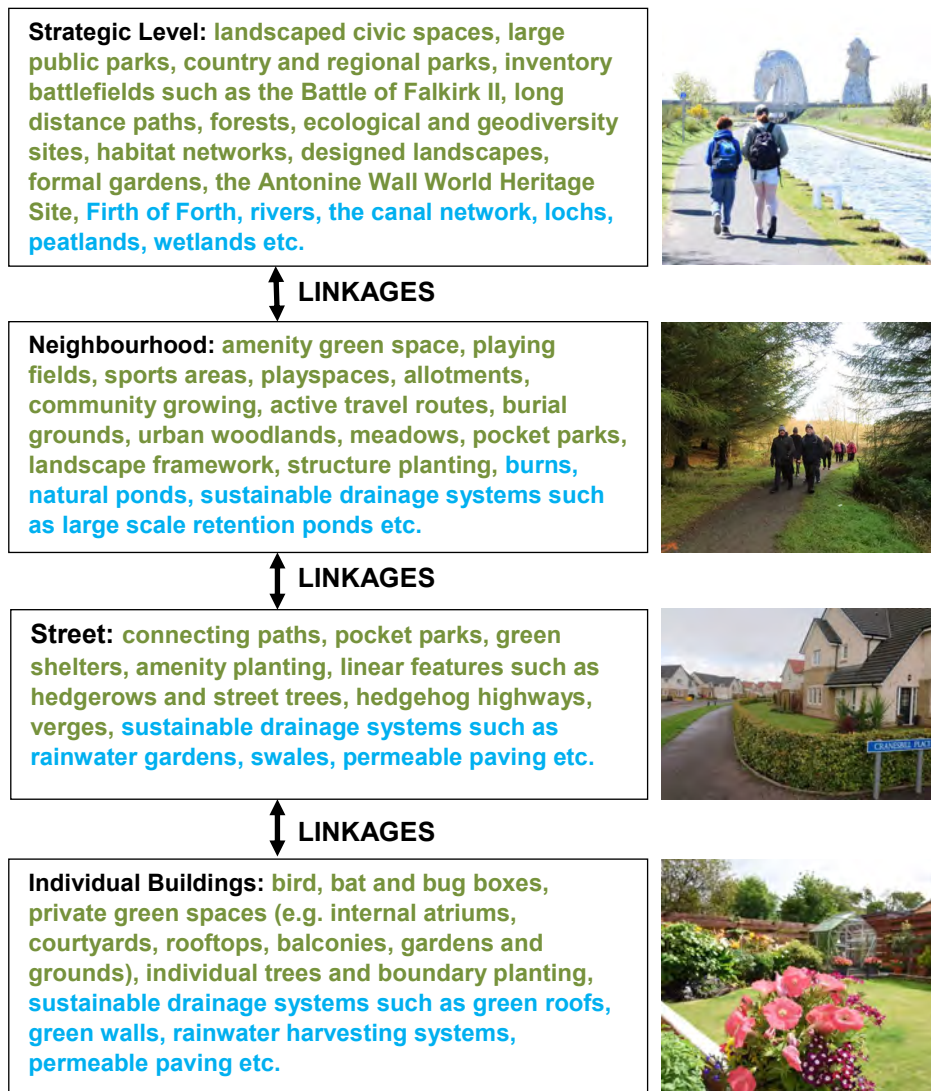 Strategic Level: landscaped civic spaces, large
public parks, country and regional parks, inventory
battlefields such as the Battle of Falkirk II, long
distance paths, forests, ecological and geodiversity
sites, habitat networks, designed landscapes,
formal gardens, the Antonine Wall World Heritage
Site, Firth of Forth, rivers, the canal network, lochs,
peatlands, wetlands etc.
LINKAGES
Neighbourhood: amenity green space, playing
fields, sports areas, playspaces, allotments,
community growing, active travel routes, burial
grounds, urban woodlands, meadows, pocket parks,
landscape framework, structure planting, burns,
natural ponds, sustainable drainage systems such
as large scale retention ponds etc.
LINKAGES
Street: connecting paths, pocket parks, green
shelters, amenity planting, linear features such as
hedgerows and street trees, hedgehog highways,
verges, sustainable drainage systems such as
rainwater gardens, swales, permeable paving etc.
CRANESBILL PLACE
LINKAGES
Individual Buildings: bird, bat and bug boxes,
private green spaces (e.g. internal atriums,
courtyards, rooftops, balconies, gardens and
grounds), individual trees and boundary planting,
sustainable drainage systems such as green roofs,
green walls, rainwater harvesting systems,
permeable paving etc.